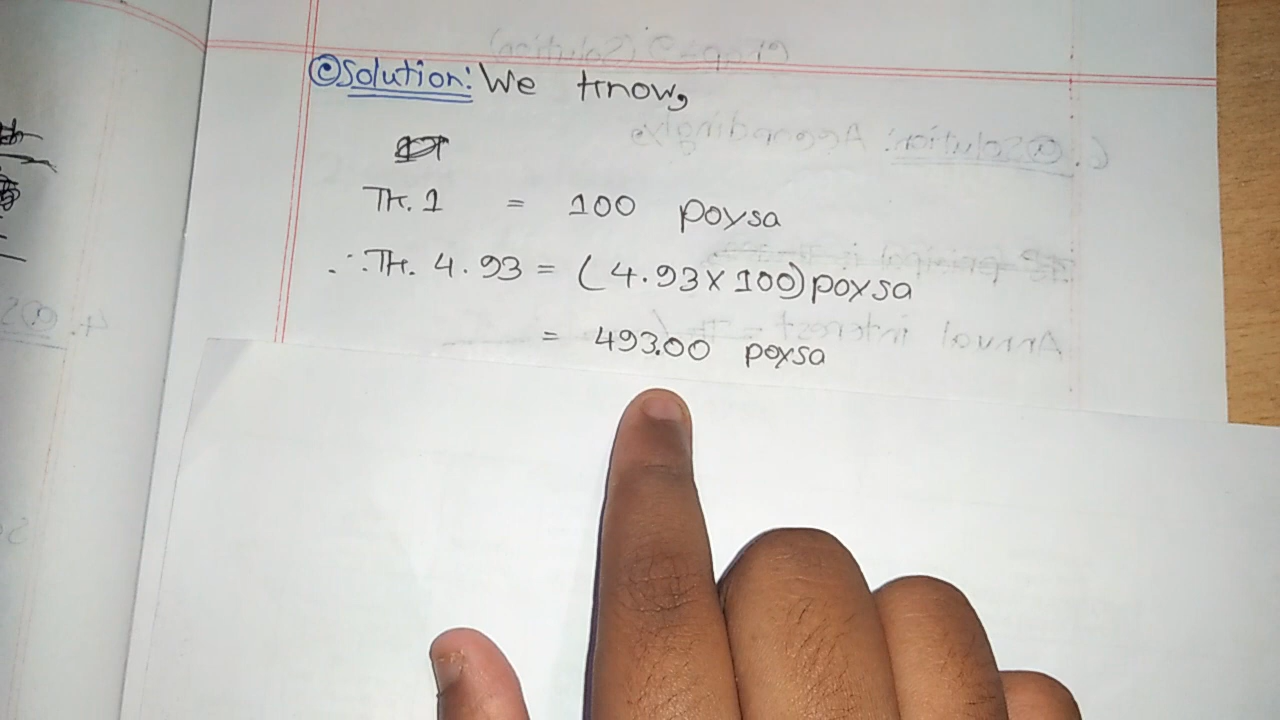 ©Solution: We know,
Tk. 1 = 100 poysa
∴ Tk. 4.93 = (4.93 x 100) poysa
= 493.00 poysa